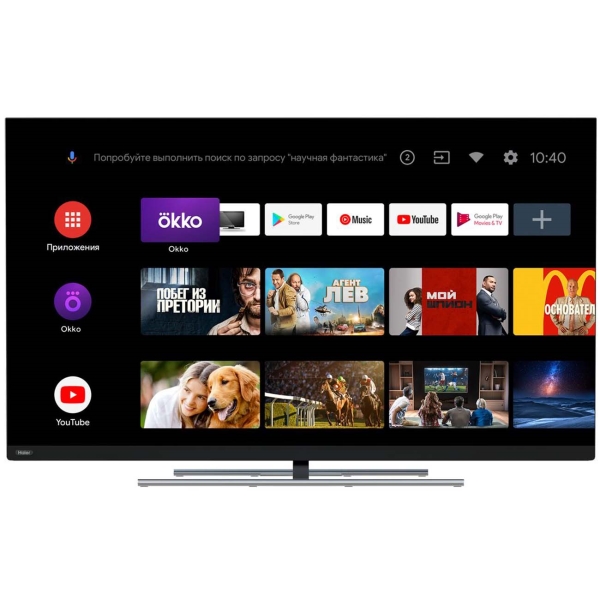 Попробуйте выполнить поиск по запросу "научная фантастика"
2
10:40
Приложения
ökko
Google Play
Store
Music
YouTube
Google Play
Movies & TV
Okko
Okko
ПОБЕГ ИЗ
ПРЕТОРИИ
АГЕНТ
ЛЕВ
МОЙ
ШПИОН
ОСНОВАТЕЛ
YouTube
Haier